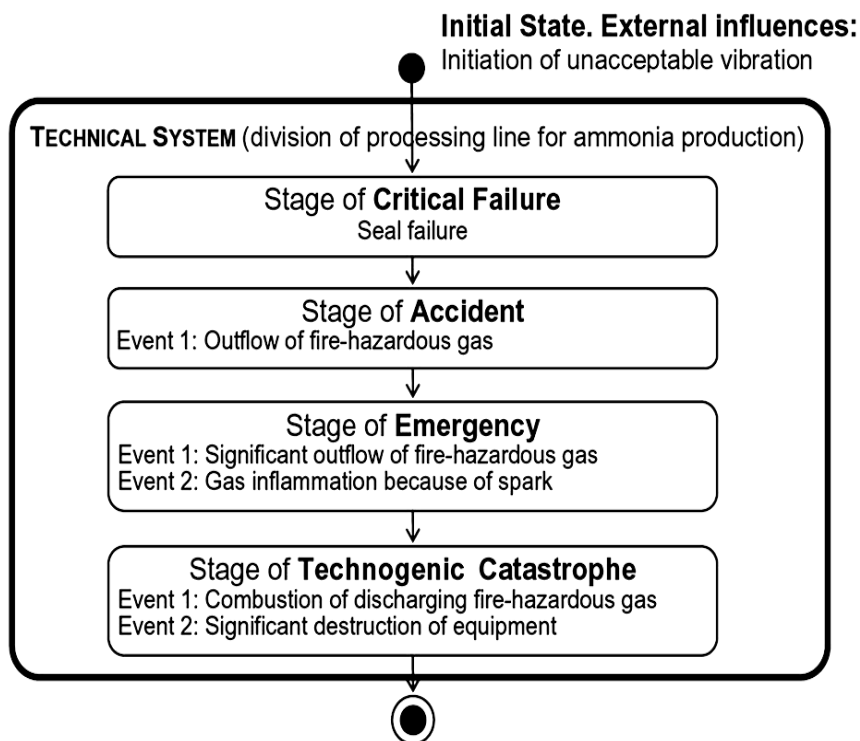 Initial State. External influences:
Initiation of unacceptable vibration
TECHNICAL SYSTEM (division of processing line for ammonia production)
Stage of Critical Failure
Seal failure
Stage of Accident
Event 1: Outflow of fire-hazardous gas
Stage of Emergency
Event 1: Significant outflow of fire-hazardous gas
Event 2: Gas inflammation because of spark
Stage of Technogenic Catastrophe
Event 1: Combustion of discharging fire-hazardous gas
Event 2: Significant destruction of equipment